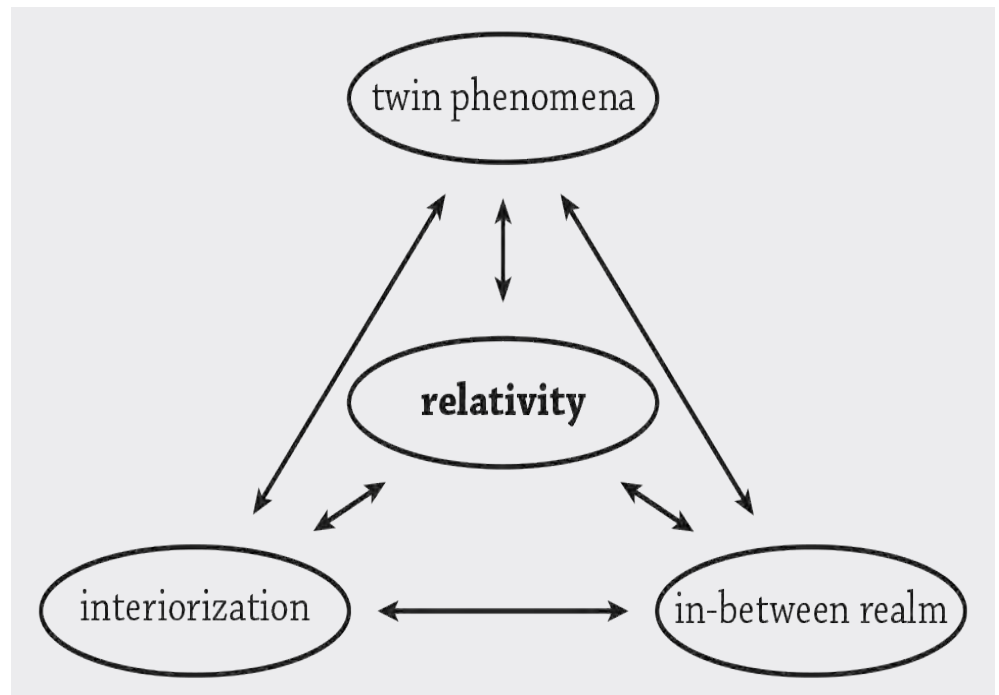 twin phenomena
relativity
interiorization
in-between realm